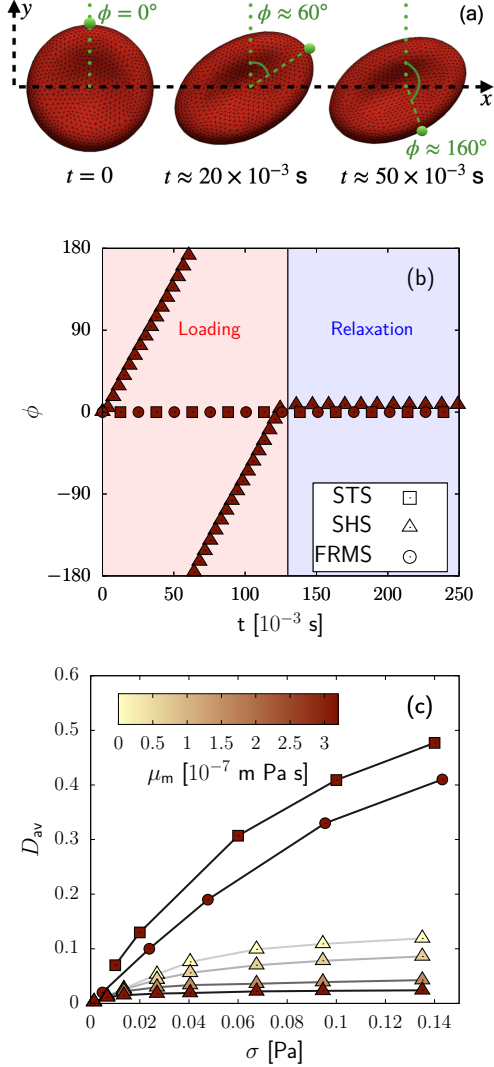 y
ϕ = 0°
ϕ ≈ 60°
(a)
x
ϕ ≈ 160°
t = 0
t ≈ 20 × 10⁻³ s
t ≈ 50 × 10⁻³ s
180
90
0
−90
−180
ϕ
(b)
Loading
Relaxation
STS
SHS
FRMS
0 50 100 150 200 250
t [10⁻³ s]
0.6
0.5
0.4
0.3
0.2
0.1
0
D_av
(c)
0 0.5 1 1.5 2 2.5 3
μ_m [10⁻⁷ m Pa s]
0 0.02 0.04 0.06 0.08 0.1 0.12 0.14
σ [Pa]